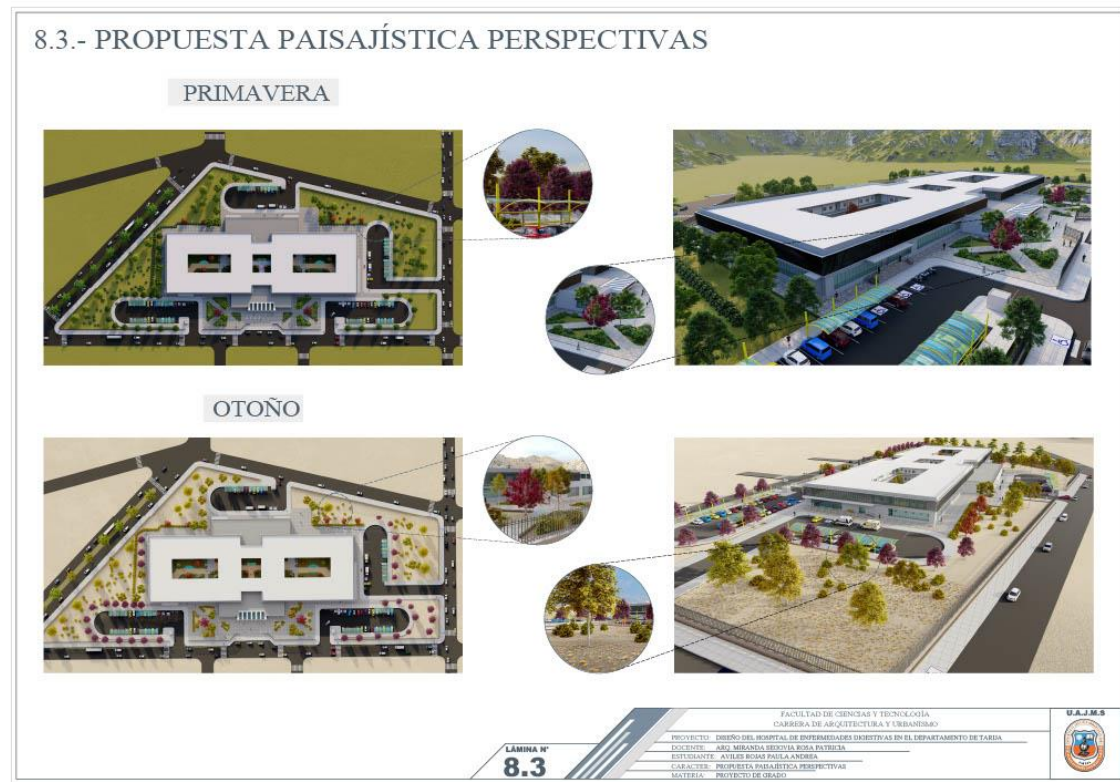 8.3.- PROPUESTA PAISAJÍSTICA PERSPECTIVAS
PRIMAVERA
OTOÑO
FACULTAD DE CIENCIAS Y TECNOLOGÍA
CARRERA DE ARQUITECTURA Y URBANISMO
PROYECTO: DISEÑO DEL HOSPITAL DE ENFERMEDADES DIGESTIVAS EN EL DEPARTAMENTO DE TARIJA
DOCENTE: ARQ. MIRANDA SEGOVIA ROSA PATRICIA
ESTUDIANTE: AVILES ROJAS PAULA ANDREA
CARACTER: PROPUESTA PAISAJÍSTICA PERSPECTIVAS
MATERIA: PROYECTO DE GRADO
LÁMINA N°
8.3
U.A.J.M.S